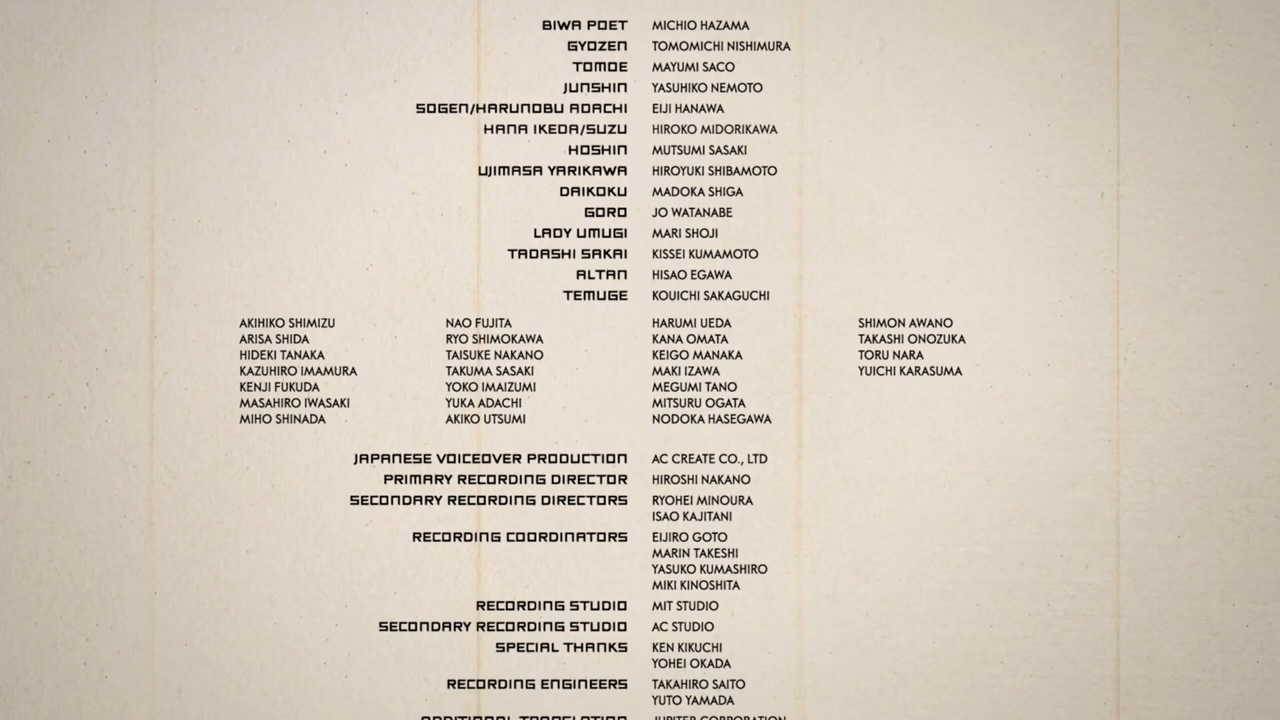 BIWA POET MICHIO HAZAMA
GYOZEN TOMOMICHI NISHIMURA
TOMOE MAYUMI SACO
JUNSHIN YASUHIKO NEMOTO
SOGEN/HARUNOBU ADACHI EIJI HANAWA
HANA IKEDA/SUZU HIROKO MIDORIKAWA
HOSHIN MUTSUMI SASAKI
UJIMASA YARIKAWA HIROYUKI SHIBAMOTO
DAIKOKU MADOKA SHIGA
GORO JO WATANABE
LADY UMUGI MARI SHOJI
TADASHI SAKAI KISSEI KUMAMOTO
ALTAN HISAO EGAWA
TEMUGE KOUICHI SAKAGUCHI
AKIHIKO SHIMIZU NAO FUJITA HARUMI UEDA SHIMON AWANO
ARISA SHIDA RYO SHIMOKAWA KANA OMATA TAKASHI ONOZUKA
HIDEKI TANAKA TAISUKE NAKANO KEIGO MANAKA TORU NARA
KAZUHIRO IMAMURA TAKUMA SASAKI MAKI IZAWA YUICHI KARASUMA
KENJI FUKUDA YOKO IMAIZUMI MEGUMI TANO
MASAHIRO IWASAKI YUKA ADACHI MITSURU OGATA
MIHO SHINADA AKIKO UTSUMI NODOKA HASEGAWA
JAPANESE VOICEOVER PRODUCTION AC CREATE CO., LTD
PRIMARY RECORDING DIRECTOR HIROSHI NAKANO
SECONDARY RECORDING DIRECTORS RYOHEI MINOURA
ISAO KAJITANI
RECORDING COORDINATORS EIJIRO GOTO
MARIN TAKESHI
YASUKO KUMASHIRO
MIKI KINOSHITA
RECORDING STUDIO MIT STUDIO
SECONDARY RECORDING STUDIO AC STUDIO
SPECIAL THANKS KEN KIKUCHI
YOHEI OKADA
RECORDING ENGINEERS TAKAHIRO SAITO
YUTO YAMADA
ADDITIONAL TRANSLATION JUPITER CORPORATION